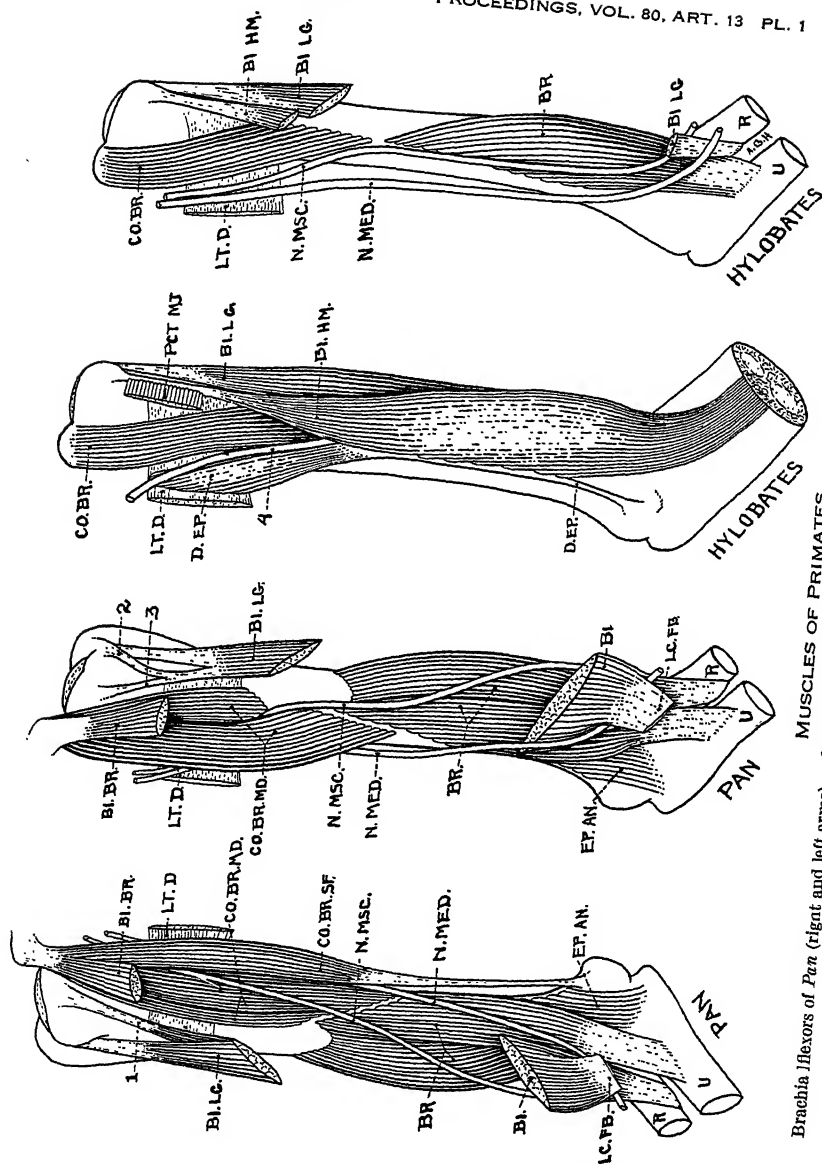 PROCEEDINGS, VOL. 80, ART. 13 PL. 1
BI HM.
BI LG.
CO.BR.
LT.D.
N.MSC.
N.MED.
BR
BI LG
R
A.B.H
U
HYLOBATES
PCT MJ
BI.LG.
BI.HM.
CO.BR.
LT.D.
D.EP.
4
D.EP.
HYLOBATES
2
3
BI.LG.
BI.BR.
LT.D.
CO.BR.MD.
N.MSC.
N.MED.
BR.
BI
LC.FB.
EP.AN.
R
U
PAN
BI.BR.
LT.D
CO.BR.MD.
CO.BR.SF.
N.MSC.
N.MED.
EP.AN.
1
BI.LG.
BR
BI.
LC.FB.
R
U
PAN
MUSCLES OF PRIMATES
Brachia lflexors of Pan (rignt and left arms)